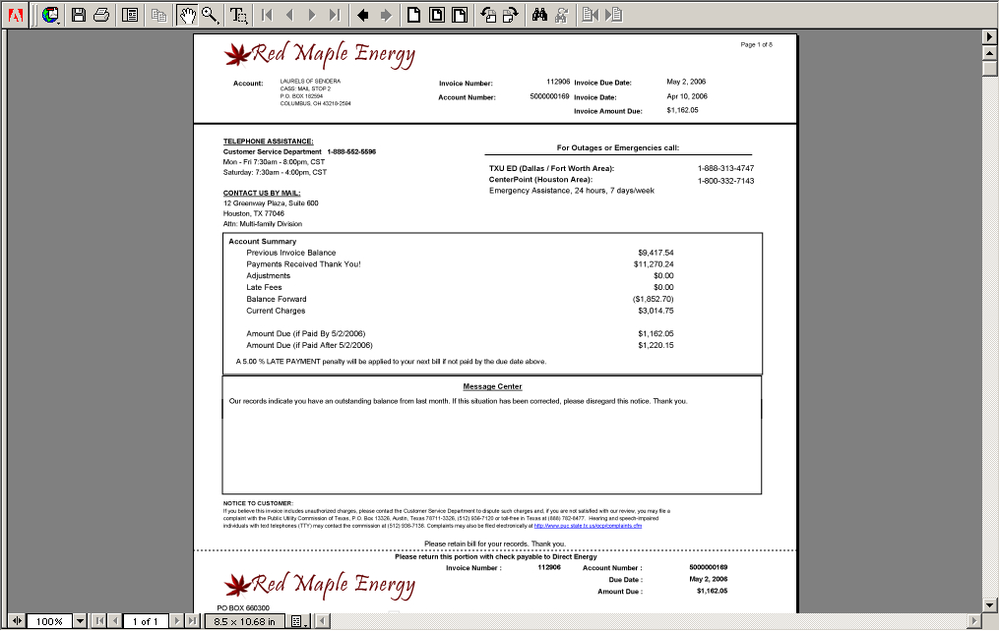 Red Maple Energy
Page 1 of 8
Account:
LAURELS OF SENDERA
CASS: MAIL STOP 2
P.O. BOX 182594
COLUMBUS, OH 43218-2594
Invoice Number: 112906 Invoice Due Date: May 2, 2006
Account Number: 5000000169 Invoice Date: Apr 10, 2006
Invoice Amount Due: $1,162.05
TELEPHONE ASSISTANCE:
Customer Service Department 1-888-552-5596
Mon - Fri 7:30am - 8:00pm, CST
Saturday: 7:30am - 4:00pm, CST
CONTACT US BY MAIL:
12 Greenway Plaza, Suite 600
Houston, TX 77046
Attn: Multi-family Division
For Outages or Emergencies call:
TXU ED (Dallas / Fort Worth Area): 1-888-313-4747
CenterPoint (Houston Area): 1-800-332-7143
Emergency Assistance, 24 hours, 7 days/week
Account Summary
Previous Invoice Balance $9,417.54
Payments Received Thank You! $11,270.24
Adjustments $0.00
Late Fees $0.00
Balance Forward ($1,852.70)
Current Charges $3,014.75
Amount Due (if Paid By 5/2/2006) $1,162.05
Amount Due (if Paid After 5/2/2006) $1,220.15
A 5.00 % LATE PAYMENT penalty will be applied to your next bill if not paid by the due date above.
Message Center
Our records indicate you have an outstanding balance from last month. If this situation has been corrected, please disregard this notice. Thank you.
NOTICE TO CUSTOMER:
If you believe this invoice includes unauthorized charges, please contact the Customer Service Department to dispute such charges and, if you are not satisfied with our review, you may file a
complaint with the Public Utility Commission of Texas, P.O. Box 13326, Austin, Texas 78711-3326, (512) 936-7120 or toll-free in Texas at (888) 782-8477. Hearing and speech-impaired
individuals with text telephones (TTY) may contact the commission at (512) 936-7136. Complaints may also be filed electronically at http://www.puc.state.tx.us/ocp/complaints.cfm
Please retain bill for your records. Thank you.
Please return this portion with check payable to Direct Energy
Invoice Number : 112906 Account Number : 5000000169
Due Date : May 2, 2006
Amount Due : $1,162.05
Red Maple Energy
PO BOX 660300
100% 1 of 1 8.5 x 10.68 in